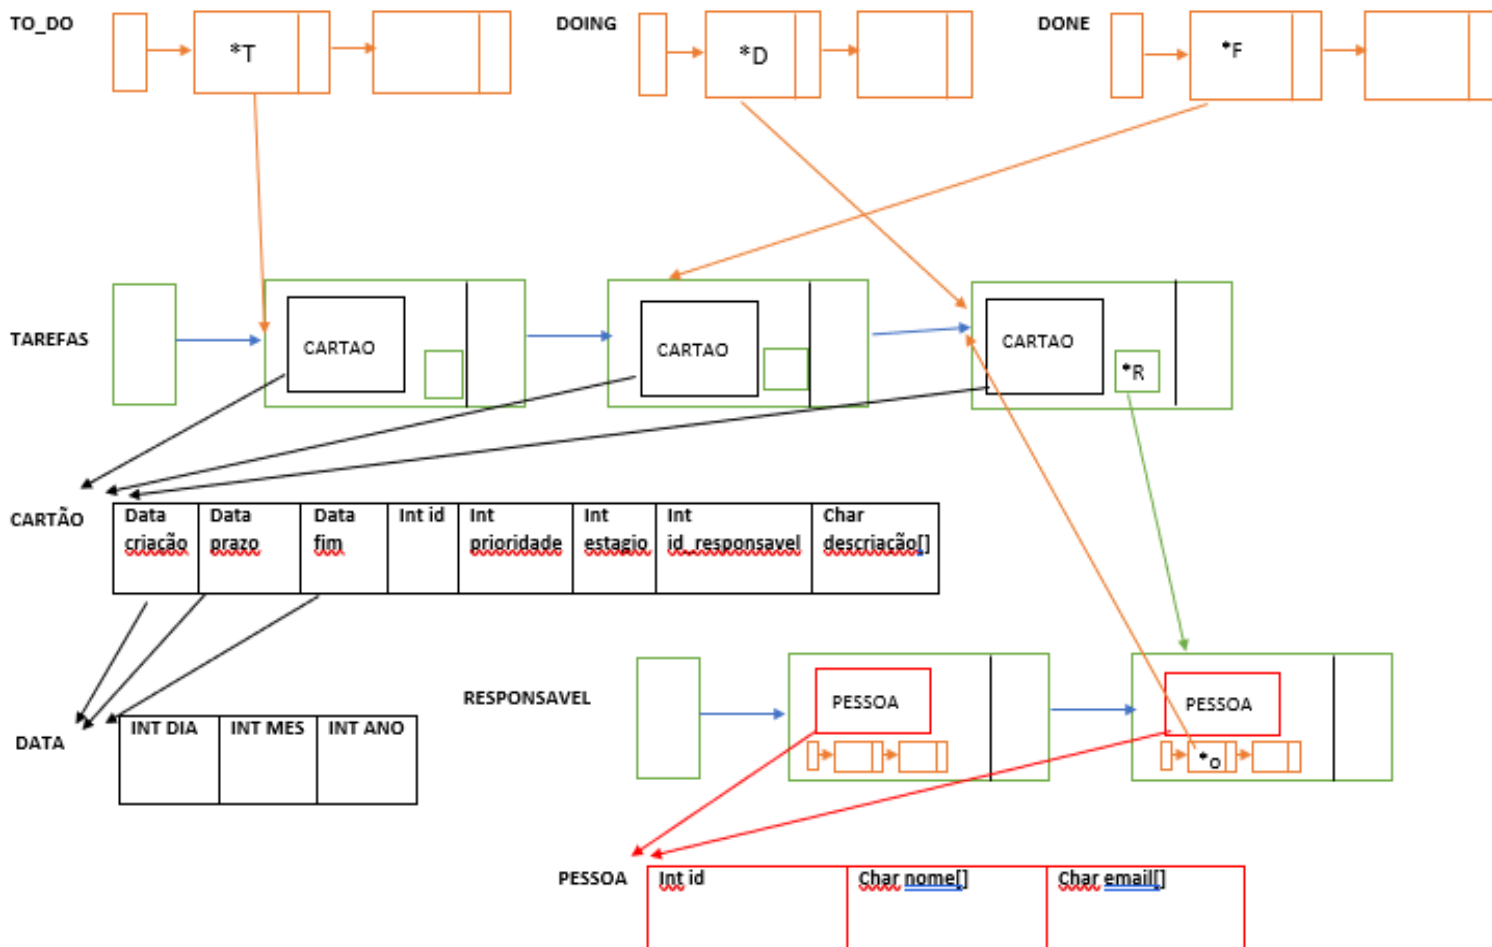 TO_DO
*T
DOING
*D
DONE
*F
TAREFAS
CARTAO
CARTAO
CARTAO
*R
CARTÃO
Data
criação
Data
prazo
Data
fim
Int id
Int
prioridade
Int
estagio
Int
id_responsavel
Char
descriação[]
RESPONSAVEL
PESSOA
PESSOA
*o
DATA
INT DIA
INT MES
INT ANO
PESSOA
Int id
Char nome[]
Char email[]